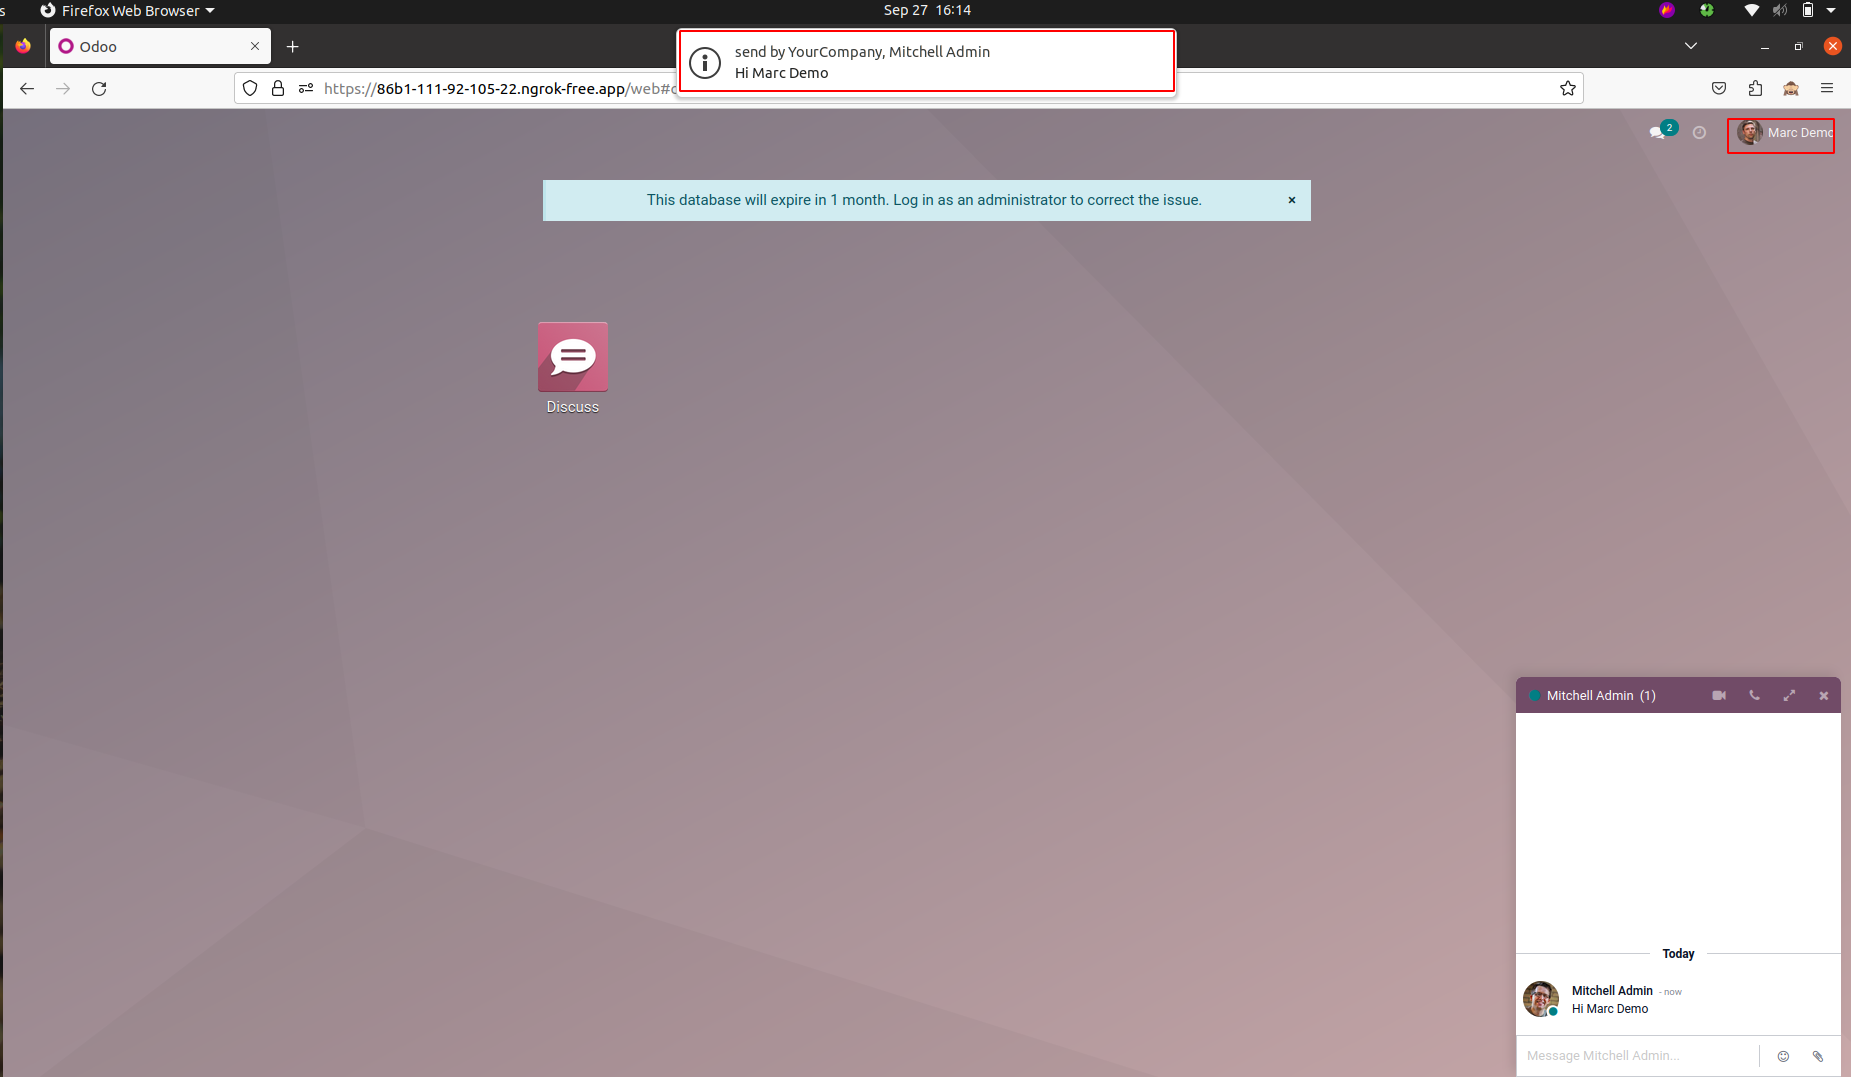 s
Firefox Web Browser
Sep 27 16:14
Odoo
send by YourCompany, Mitchell Admin
Hi Marc Demo
https://86b1-111-92-105-22.ngrok-free.app/web#c
2
Marc Demo
This database will expire in 1 month. Log in as an administrator to correct the issue.
Discuss
Mitchell Admin (1)
Today
Mitchell Admin - now
Hi Marc Demo
Message Mitchell Admin...